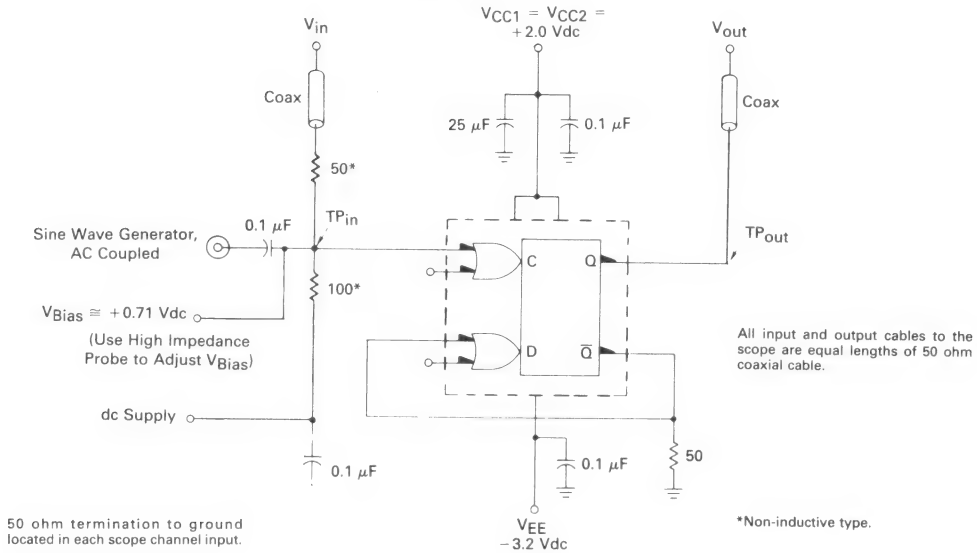 V_in
V_CC1 = V_CC2 =
+2.0 Vdc
V_out
Coax
Coax
25 μF
0.1 μF
50*
TP_in
0.1 μF
Sine Wave Generator,
AC Coupled
TP_out
C
Q
100*
V_Bias ≅ +0.71 Vdc
(Use High Impedance
Probe to Adjust V_Bias)
D
Q̅
All input and output cables to the
scope are equal lengths of 50 ohm
coaxial cable.
dc Supply
0.1 μF
0.1 μF
50
50 ohm termination to ground
located in each scope channel input.
V_EE
−3.2 Vdc
*Non-inductive type.